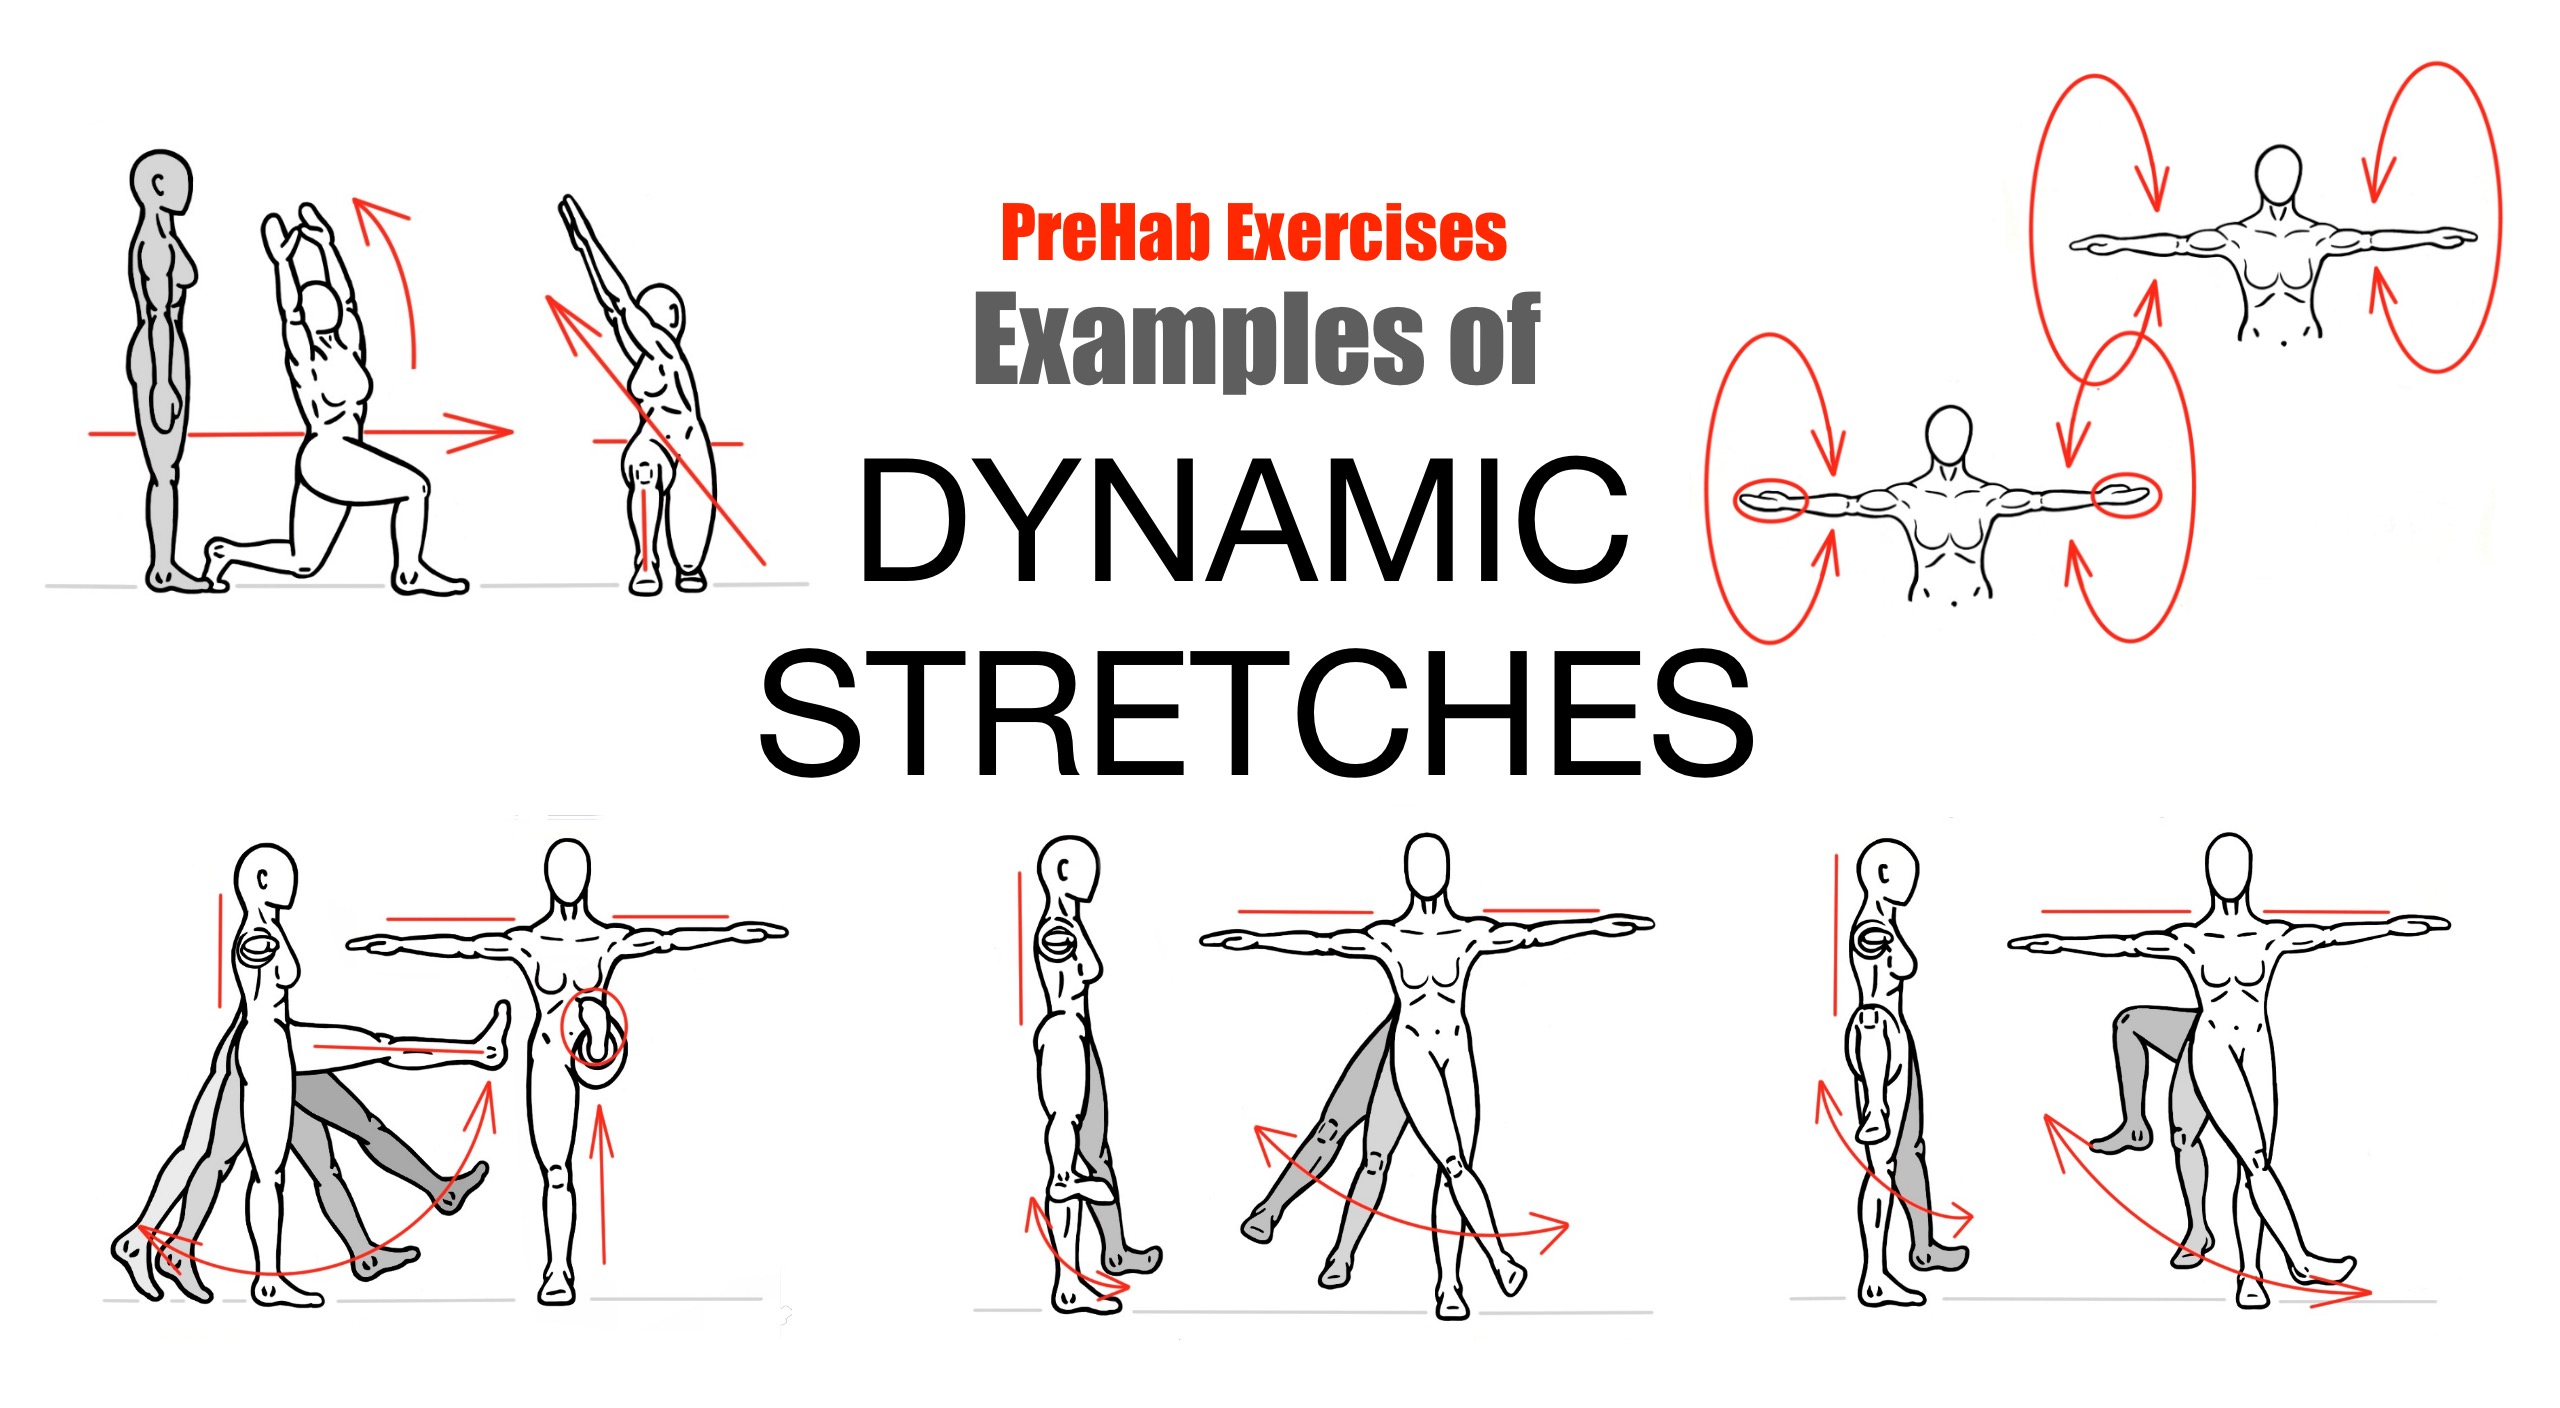 PreHab Exercises
Examples of
DYNAMIC
STRETCHES